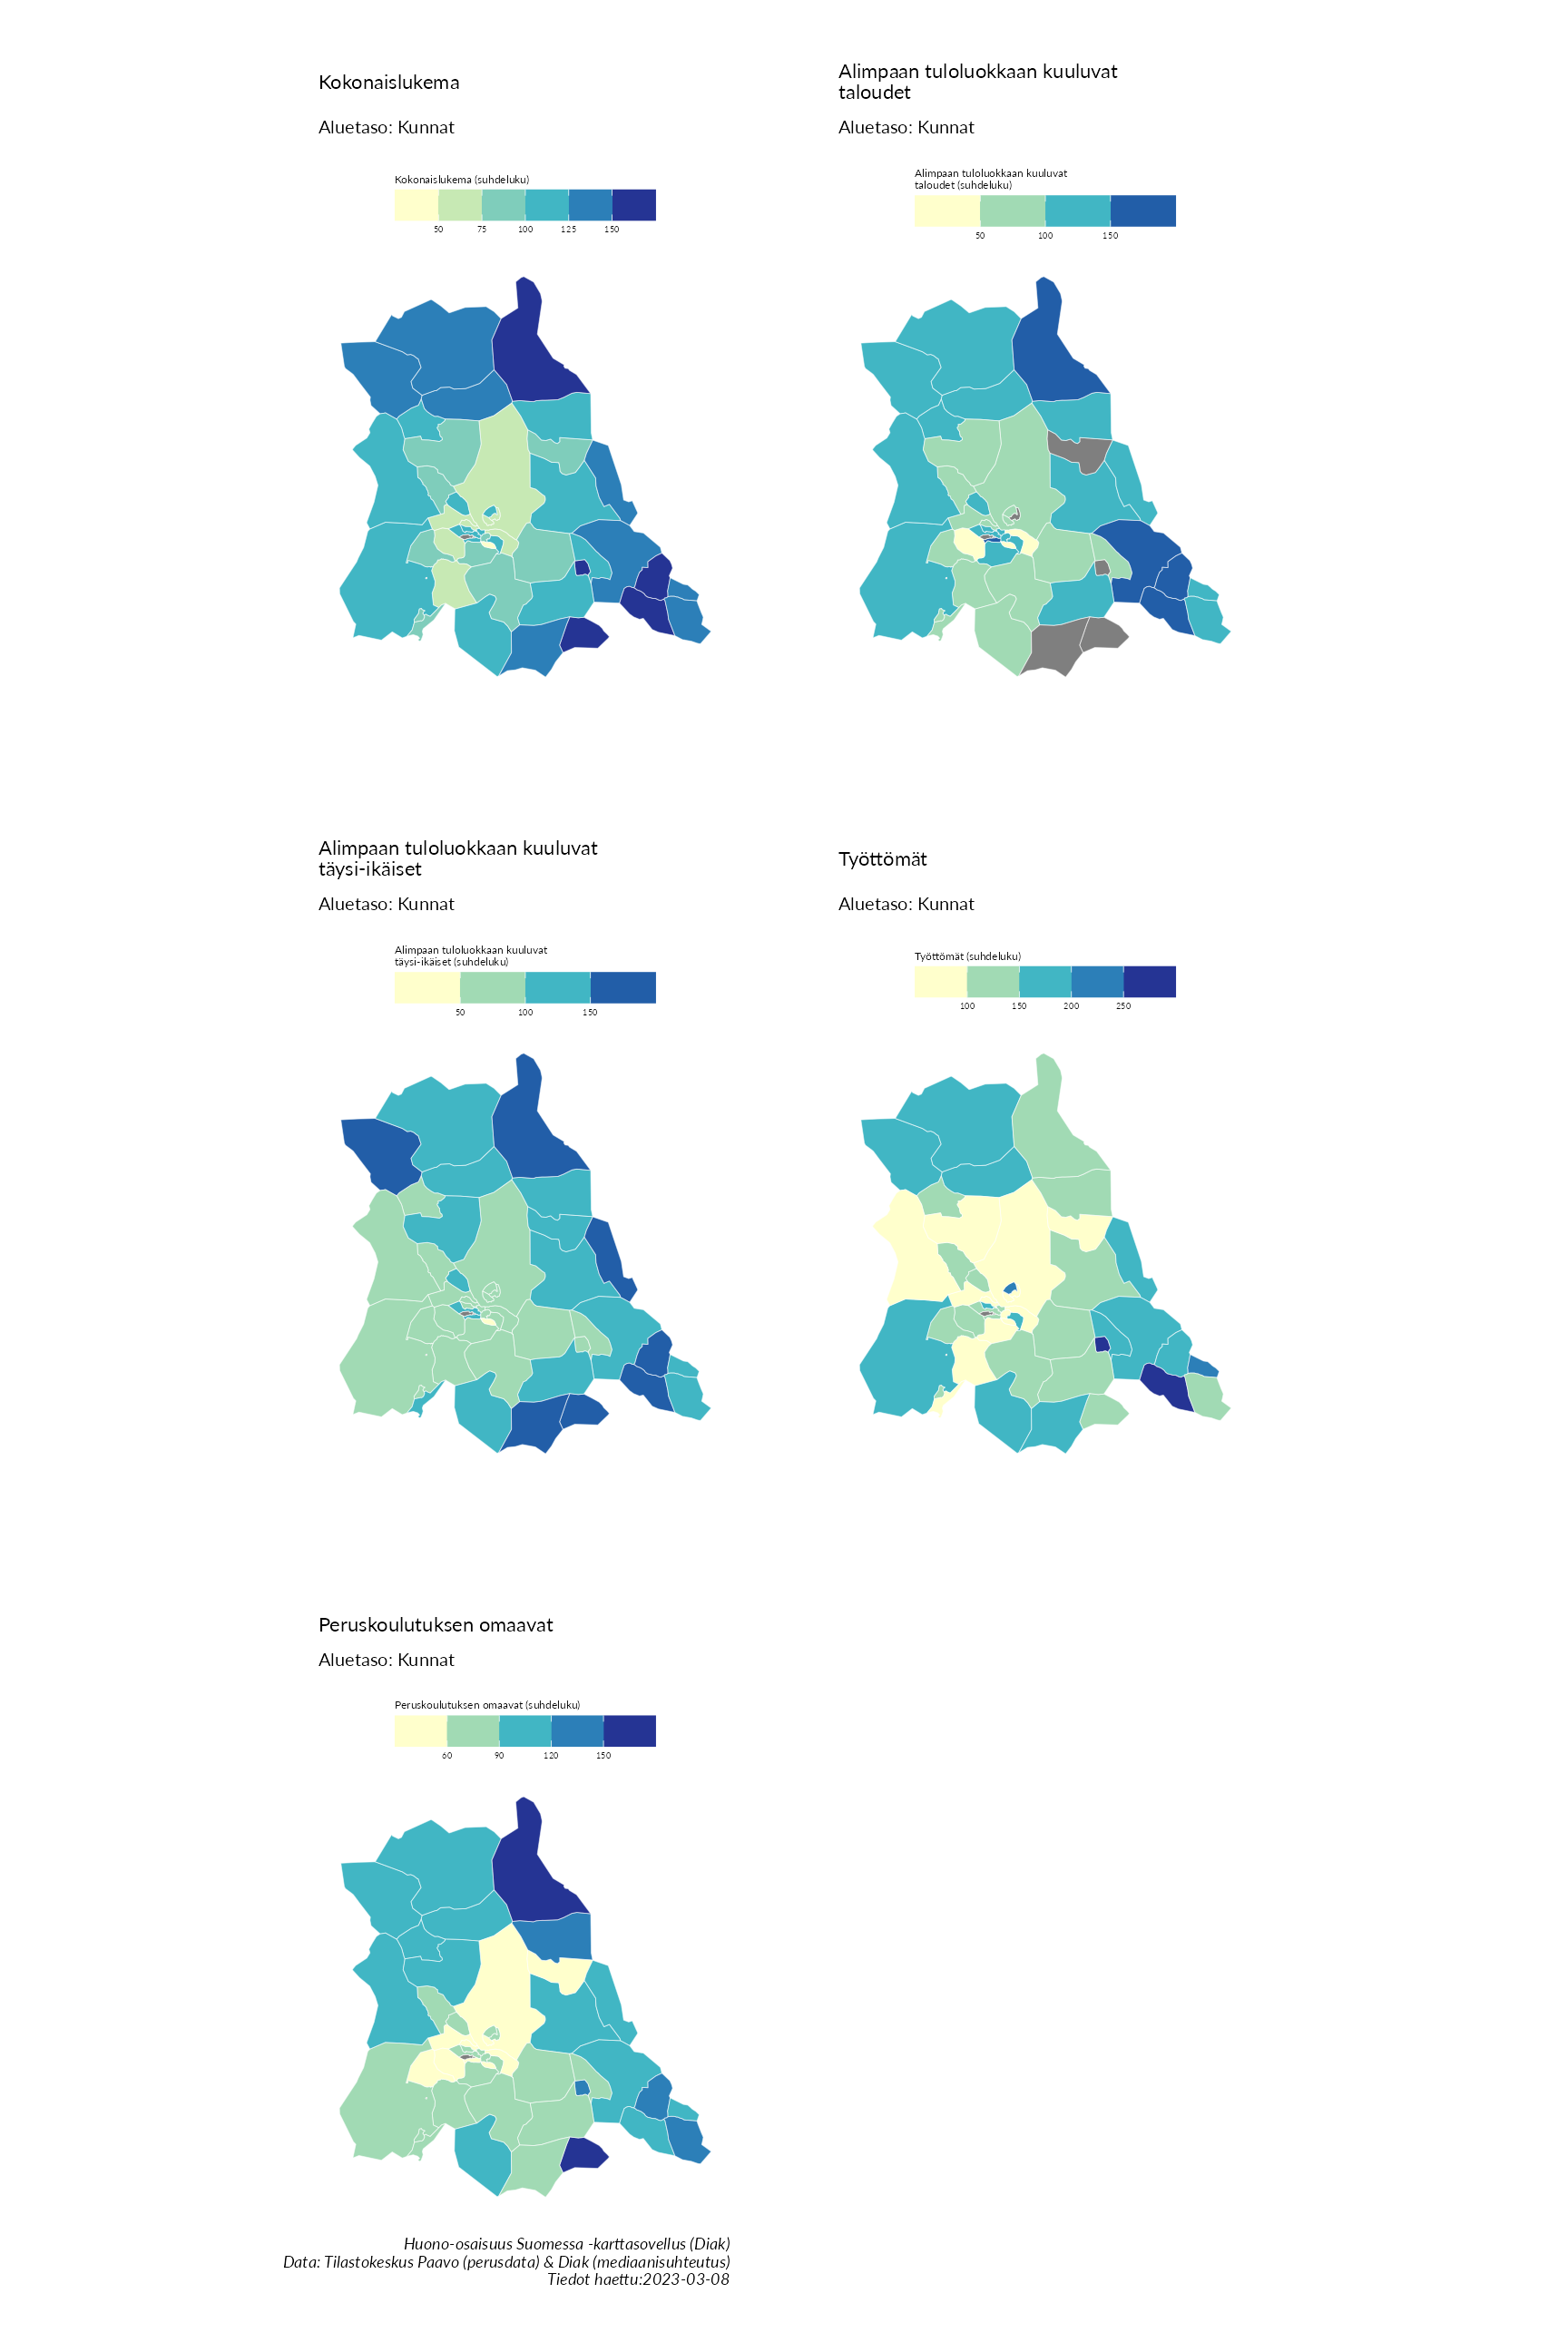 Kokonaislukema
Aluetaso: Kunnat
Kokonaislukema (suhdeluku)
50 75 100 125 150
Alimpaan tuloluokkaan kuuluvat
taloudet
Aluetaso: Kunnat
Alimpaan tuloluokkaan kuuluvat
taloudet (suhdeluku)
50 100 150
Alimpaan tuloluokkaan kuuluvat
täysi-ikäiset
Aluetaso: Kunnat
Alimpaan tuloluokkaan kuuluvat
täysi-ikäiset (suhdeluku)
50 100 150
Työttömät
Aluetaso: Kunnat
Työttömät (suhdeluku)
100 150 200 250
Peruskoulutuksen omaavat
Aluetaso: Kunnat
Peruskoulutuksen omaavat (suhdeluku)
60 90 120 150
Huono-osaisuus Suomessa -karttasovellus (Diak)
Data: Tilastokeskus Paavo (perusdata) & Diak (mediaanisuhteutus)
Tiedot haettu:2023-03-08